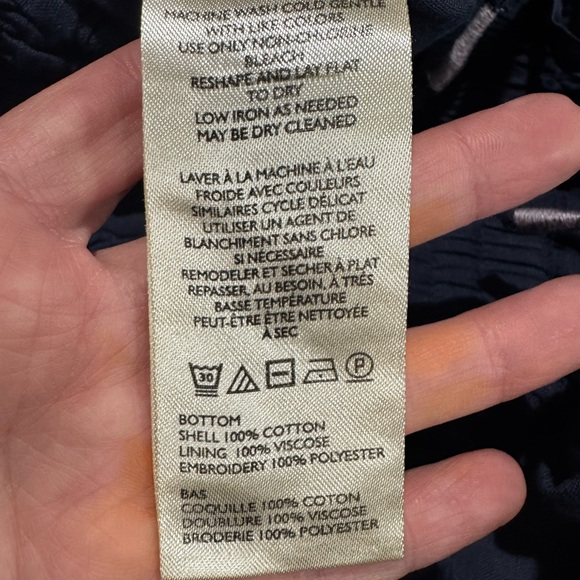 MACHINE WASH COLD GENTLE
WITH LIKE COLORS
USE ONLY NON-CHLORINE
BLEACH
RESHAPE AND LAY FLAT
TO DRY
LOW IRON AS NEEDED
MAY BE DRY CLEANED
LAVER À LA MACHINE À L'EAU
FROIDE AVEC COULEURS
SIMILAIRES CYCLE DÉLICAT
UTILISER UN AGENT DE
BLANCHIMENT SANS CHLORE
SI NÉCESSAIRE
REMODELER ET SÉCHER À PLAT
REPASSER, AU BESOIN, À TRÈS
BASSE TEMPÉRATURE
PEUT-ÊTRE ÊTRE NETTOYÉE
À SEC
30 P
BOTTOM
SHELL 100% COTTON
LINING 100% VISCOSE
EMBROIDERY 100% POLYESTER
BAS
COQUILLE 100% COTON
DOUBLURE 100% VISCOSE
BRODERIE 100% POLYESTER